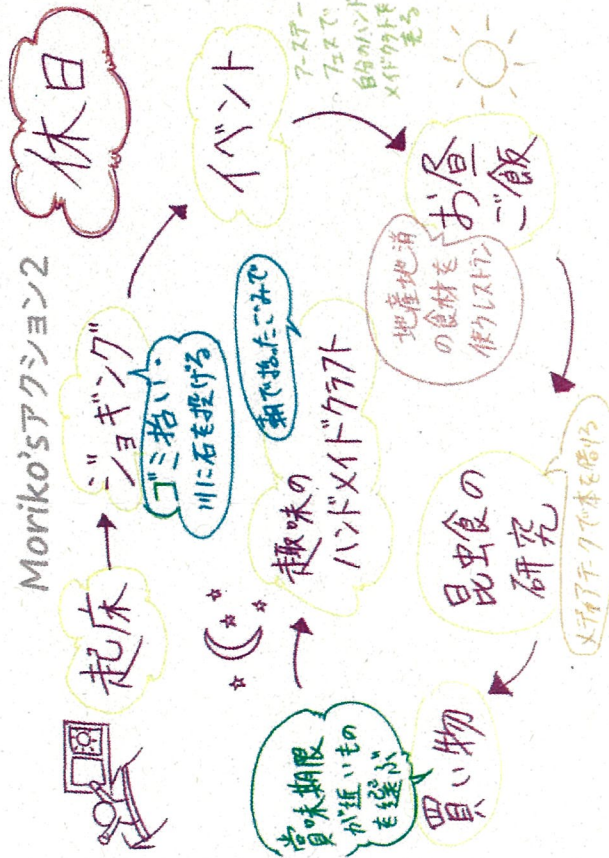 Moriko'sアクション2
休日
起床
ジョギング
ゴミ拾い・
川に石を投げる
イベント
アースデー
フェスで
自分のハンド
メイドクラフトを
売る
お昼
ご飯
地産地消
の食材を
使うレストラン
昆虫食の
研究
メディアテークで本を借りる
買い物
賞味期限
が近いもの
を選ぶ
趣味の
ハンドメイドクラフト
朝で拾ったごみで